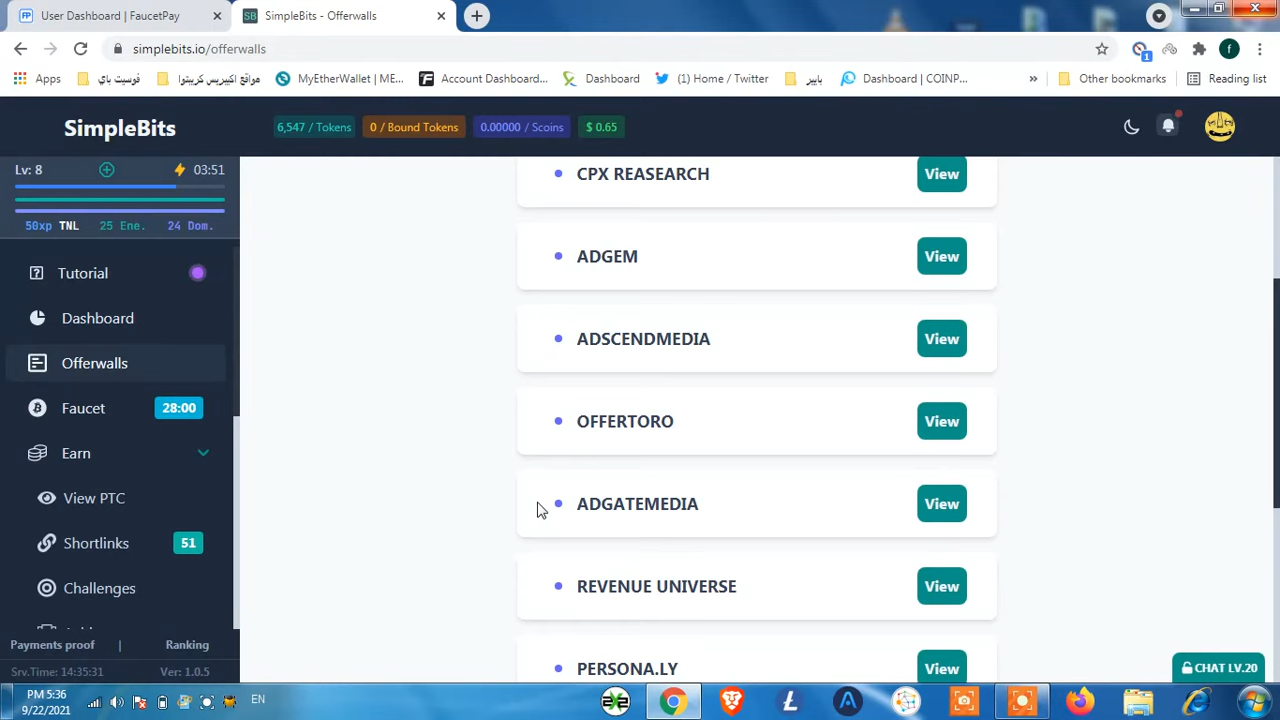 User Dashboard | FaucetPay
SimpleBits - Offerwalls
simplebits.io/offerwalls
f
1
Apps
فوسيت باي
مواقع اكبيريس كريبتوا
MyEtherWallet | ME...
Account Dashboard...
Dashboard
(1) Home / Twitter
بايير
Dashboard | COINP...
»
Other bookmarks
Reading list
SimpleBits
6,547 / Tokens
0 / Bound Tokens
0.00000 / Scoins
$ 0.65
Lv: 8
03:51
50xp TNL
25 Ene.
24 Dom.
Tutorial
Dashboard
Offerwalls
Faucet
28:00
Earn
View PTC
Shortlinks
51
Challenges
Payments proof | Ranking
Srv.Time: 14:35:31
Ver: 1.0.5
CPX REASEARCH
View
ADGEM
View
ADSCENDMEDIA
View
OFFERTORO
View
ADGATEMEDIA
View
REVENUE UNIVERSE
View
PERSONA.LY
View
CHAT LV.20
PM 5:36
9/22/2021
EN